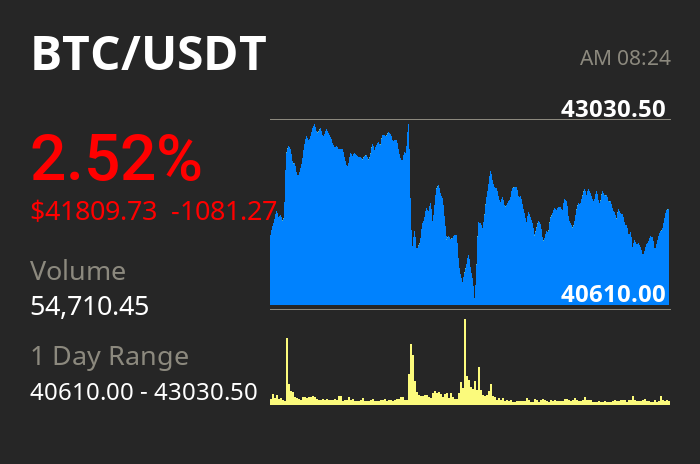 BTC/USDT
AM 08:24
43030.50
2.52%
$41809.73 -1081.27
Volume
54,710.45
40610.00
1 Day Range
40610.00 - 43030.50